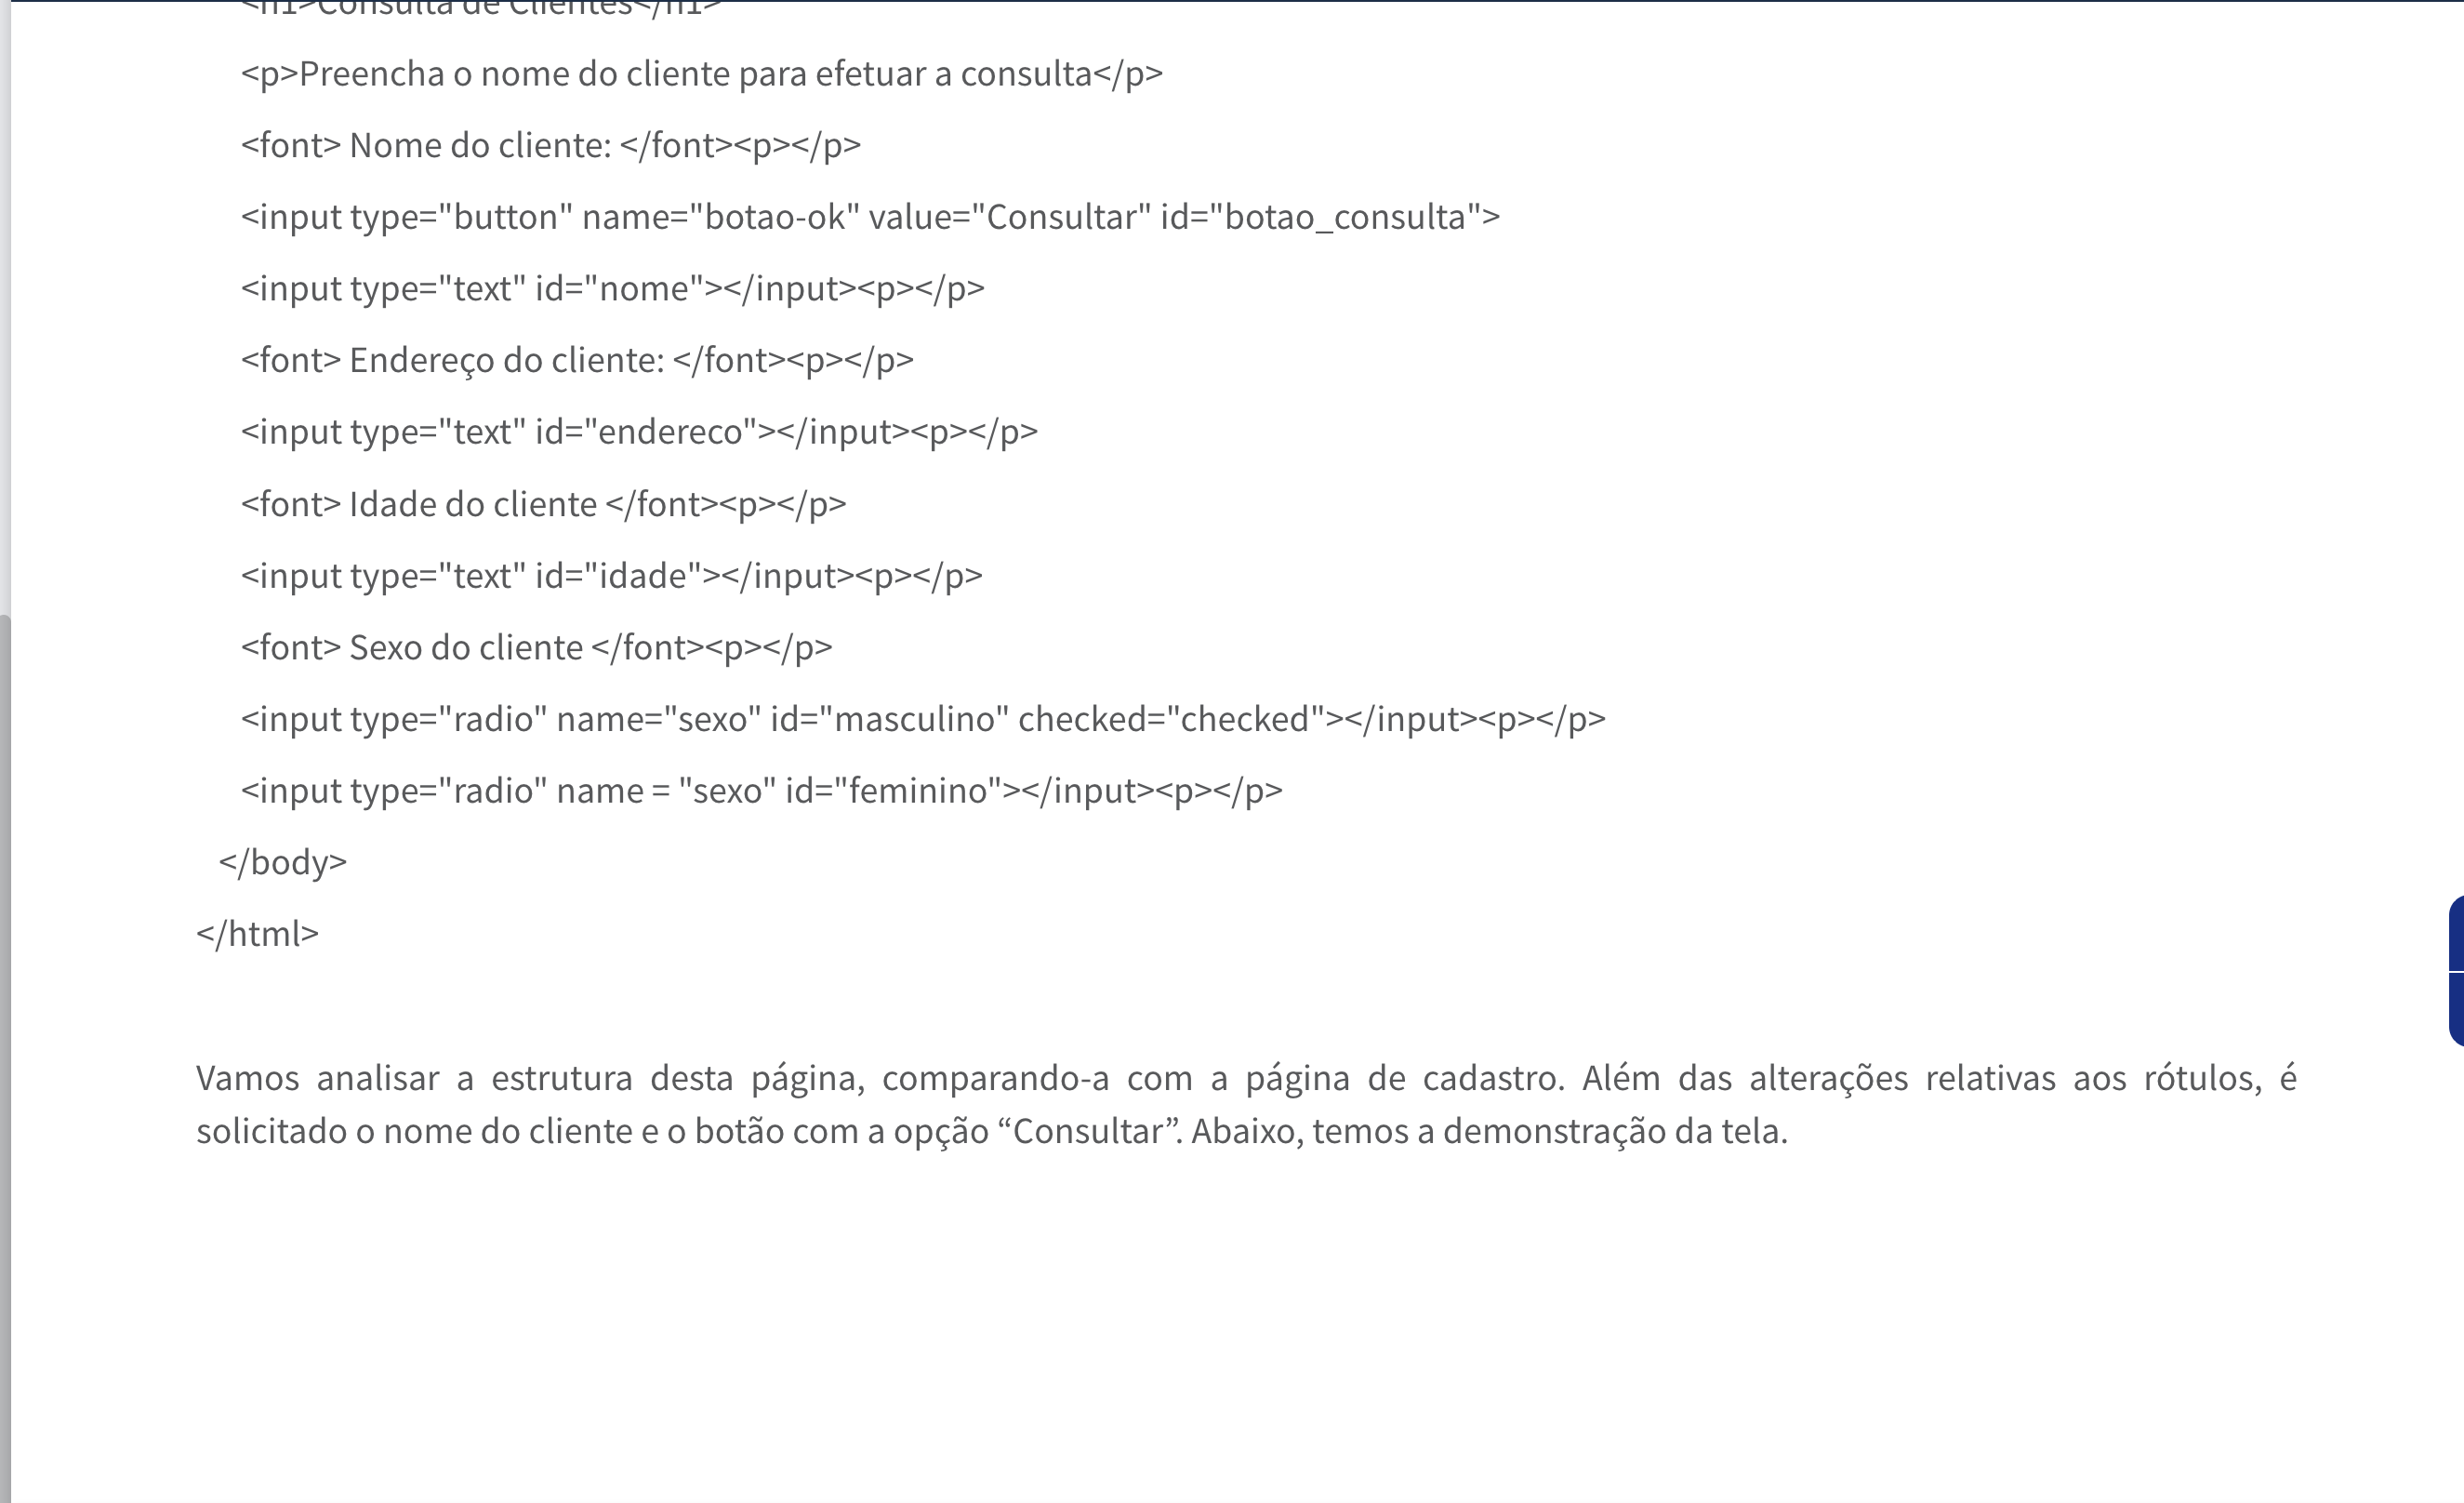 <h1>Consulta de Clientes</h1>
<p>Preencha o nome do cliente para efetuar a consulta</p>
<font> Nome do cliente: </font><p></p>
<input type="button" name="botao-ok" value="Consultar" id="botao_consulta">
<input type="text" id="nome"></input><p></p>
<font> Endereço do cliente: </font><p></p>
<input type="text" id="endereco"></input><p></p>
<font> Idade do cliente </font><p></p>
<input type="text" id="idade"></input><p></p>
<font> Sexo do cliente </font><p></p>
<input type="radio" name="sexo" id="masculino" checked="checked"></input><p></p>
<input type="radio" name = "sexo" id="feminino"></input><p></p>
</body>
</html>
Vamos analisar a estrutura desta página, comparando-a com a página de cadastro. Além das alterações relativas aos rótulos, é
solicitado o nome do cliente e o botão com a opção “Consultar”. Abaixo, temos a demonstração da tela.